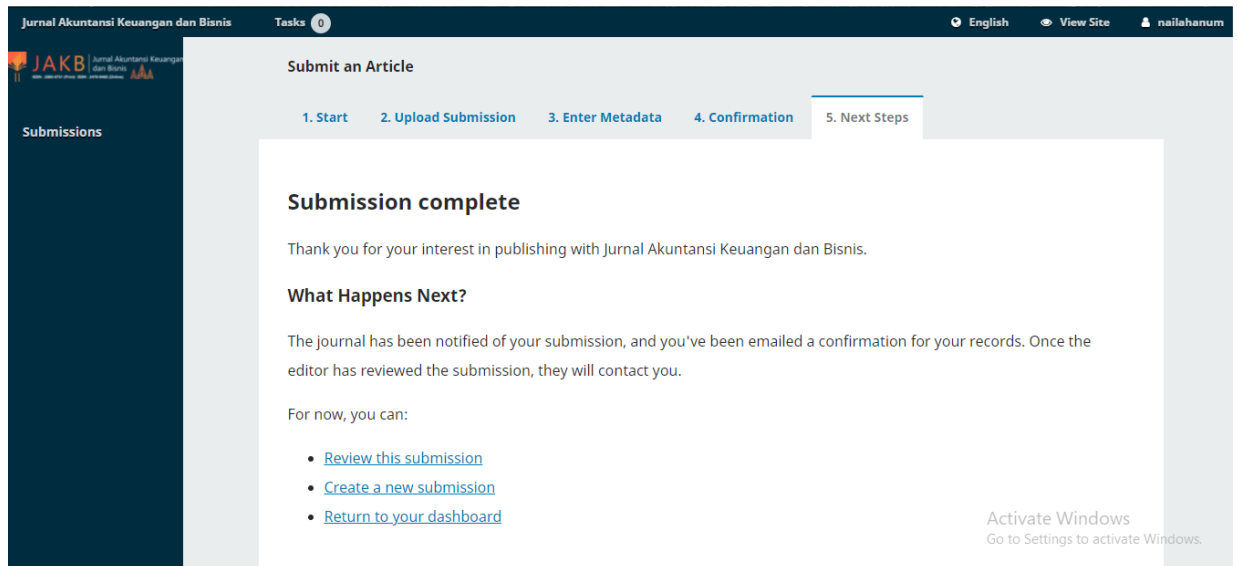 Jurnal Akuntansi Keuangan dan Bisnis
Tasks 0
English
View Site
nailahanum
JAKB
Jurnal Akuntansi Keuangan
dan Bisnis
Submissions
Submit an Article
1. Start
2. Upload Submission
3. Enter Metadata
4. Confirmation
5. Next Steps
Submission complete
Thank you for your interest in publishing with Jurnal Akuntansi Keuangan dan Bisnis.
What Happens Next?
The journal has been notified of your submission, and you've been emailed a confirmation for your records. Once the
editor has reviewed the submission, they will contact you.
For now, you can:
Review this submission
Create a new submission
Return to your dashboard
Activate Windows
Go to Settings to activate Windows.